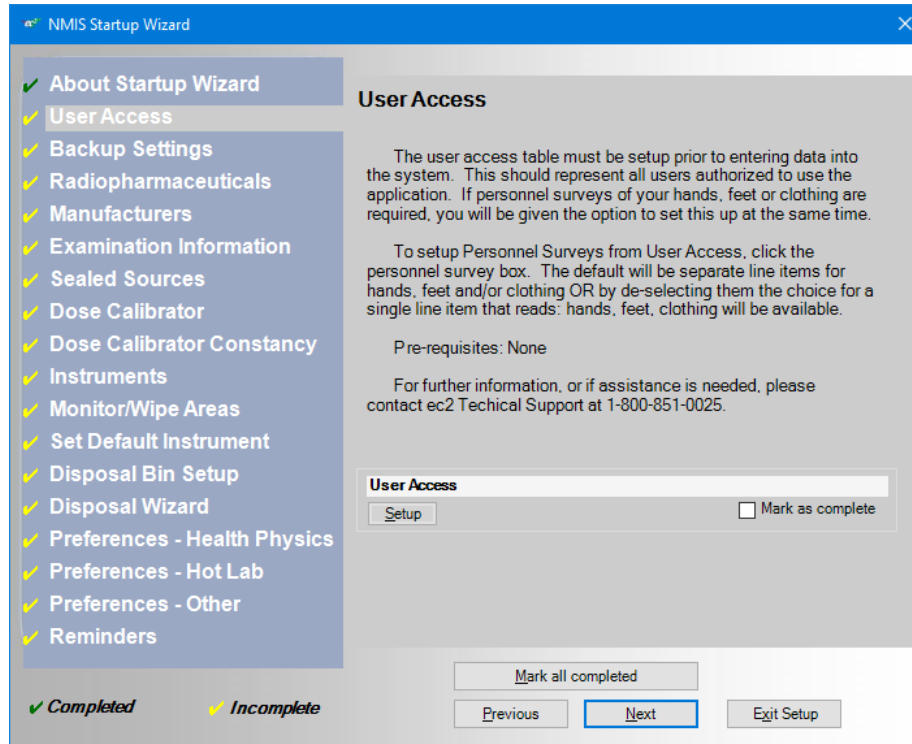 NMIS Startup Wizard
About Startup Wizard
User Access
Backup Settings
Radiopharmaceuticals
Manufacturers
Examination Information
Sealed Sources
Dose Calibrator
Dose Calibrator Constancy
Instruments
Monitor/Wipe Areas
Set Default Instrument
Disposal Bin Setup
Disposal Wizard
Preferences - Health Physics
Preferences - Hot Lab
Preferences - Other
Reminders
Completed
Incomplete
User Access
The user access table must be setup prior to entering data into
the system. This should represent all users authorized to use the
application. If personnel surveys of your hands, feet or clothing are
required, you will be given the option to set this up at the same time.
To setup Personnel Surveys from User Access, click the
personnel survey box. The default will be separate line items for
hands, feet and/or clothing OR by de-selecting them the choice for a
single line item that reads: hands, feet, clothing will be available.
Pre-requisites: None
For further information, or if assistance is needed, please
contact ec2 Techical Support at 1-800-851-0025.
User Access
Setup
Mark as complete
Mark all completed
Previous
Next
Exit Setup